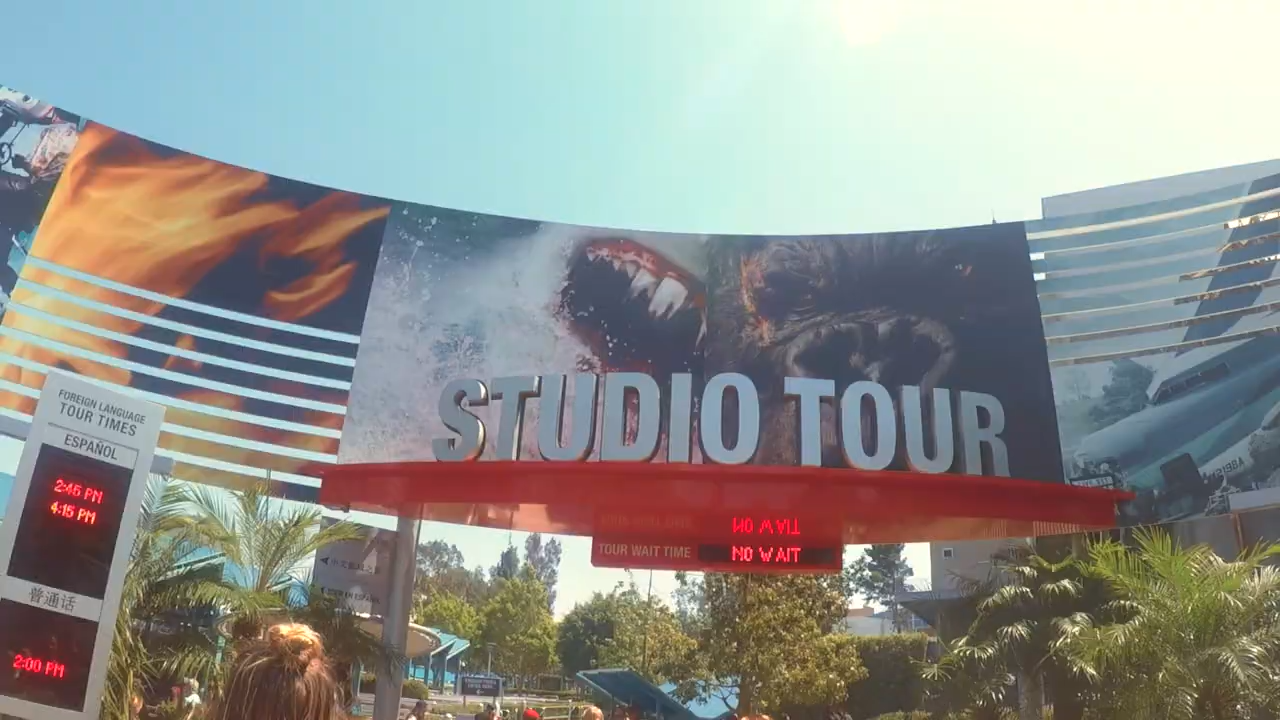 FOREIGN LANGUAGE
TOUR TIMES
ESPAÑOL
2:45 PM
4:15 PM
普通话
2:00 PM
STUDIO TOUR
NO WAIT
TOUR WAIT TIME NO WAIT